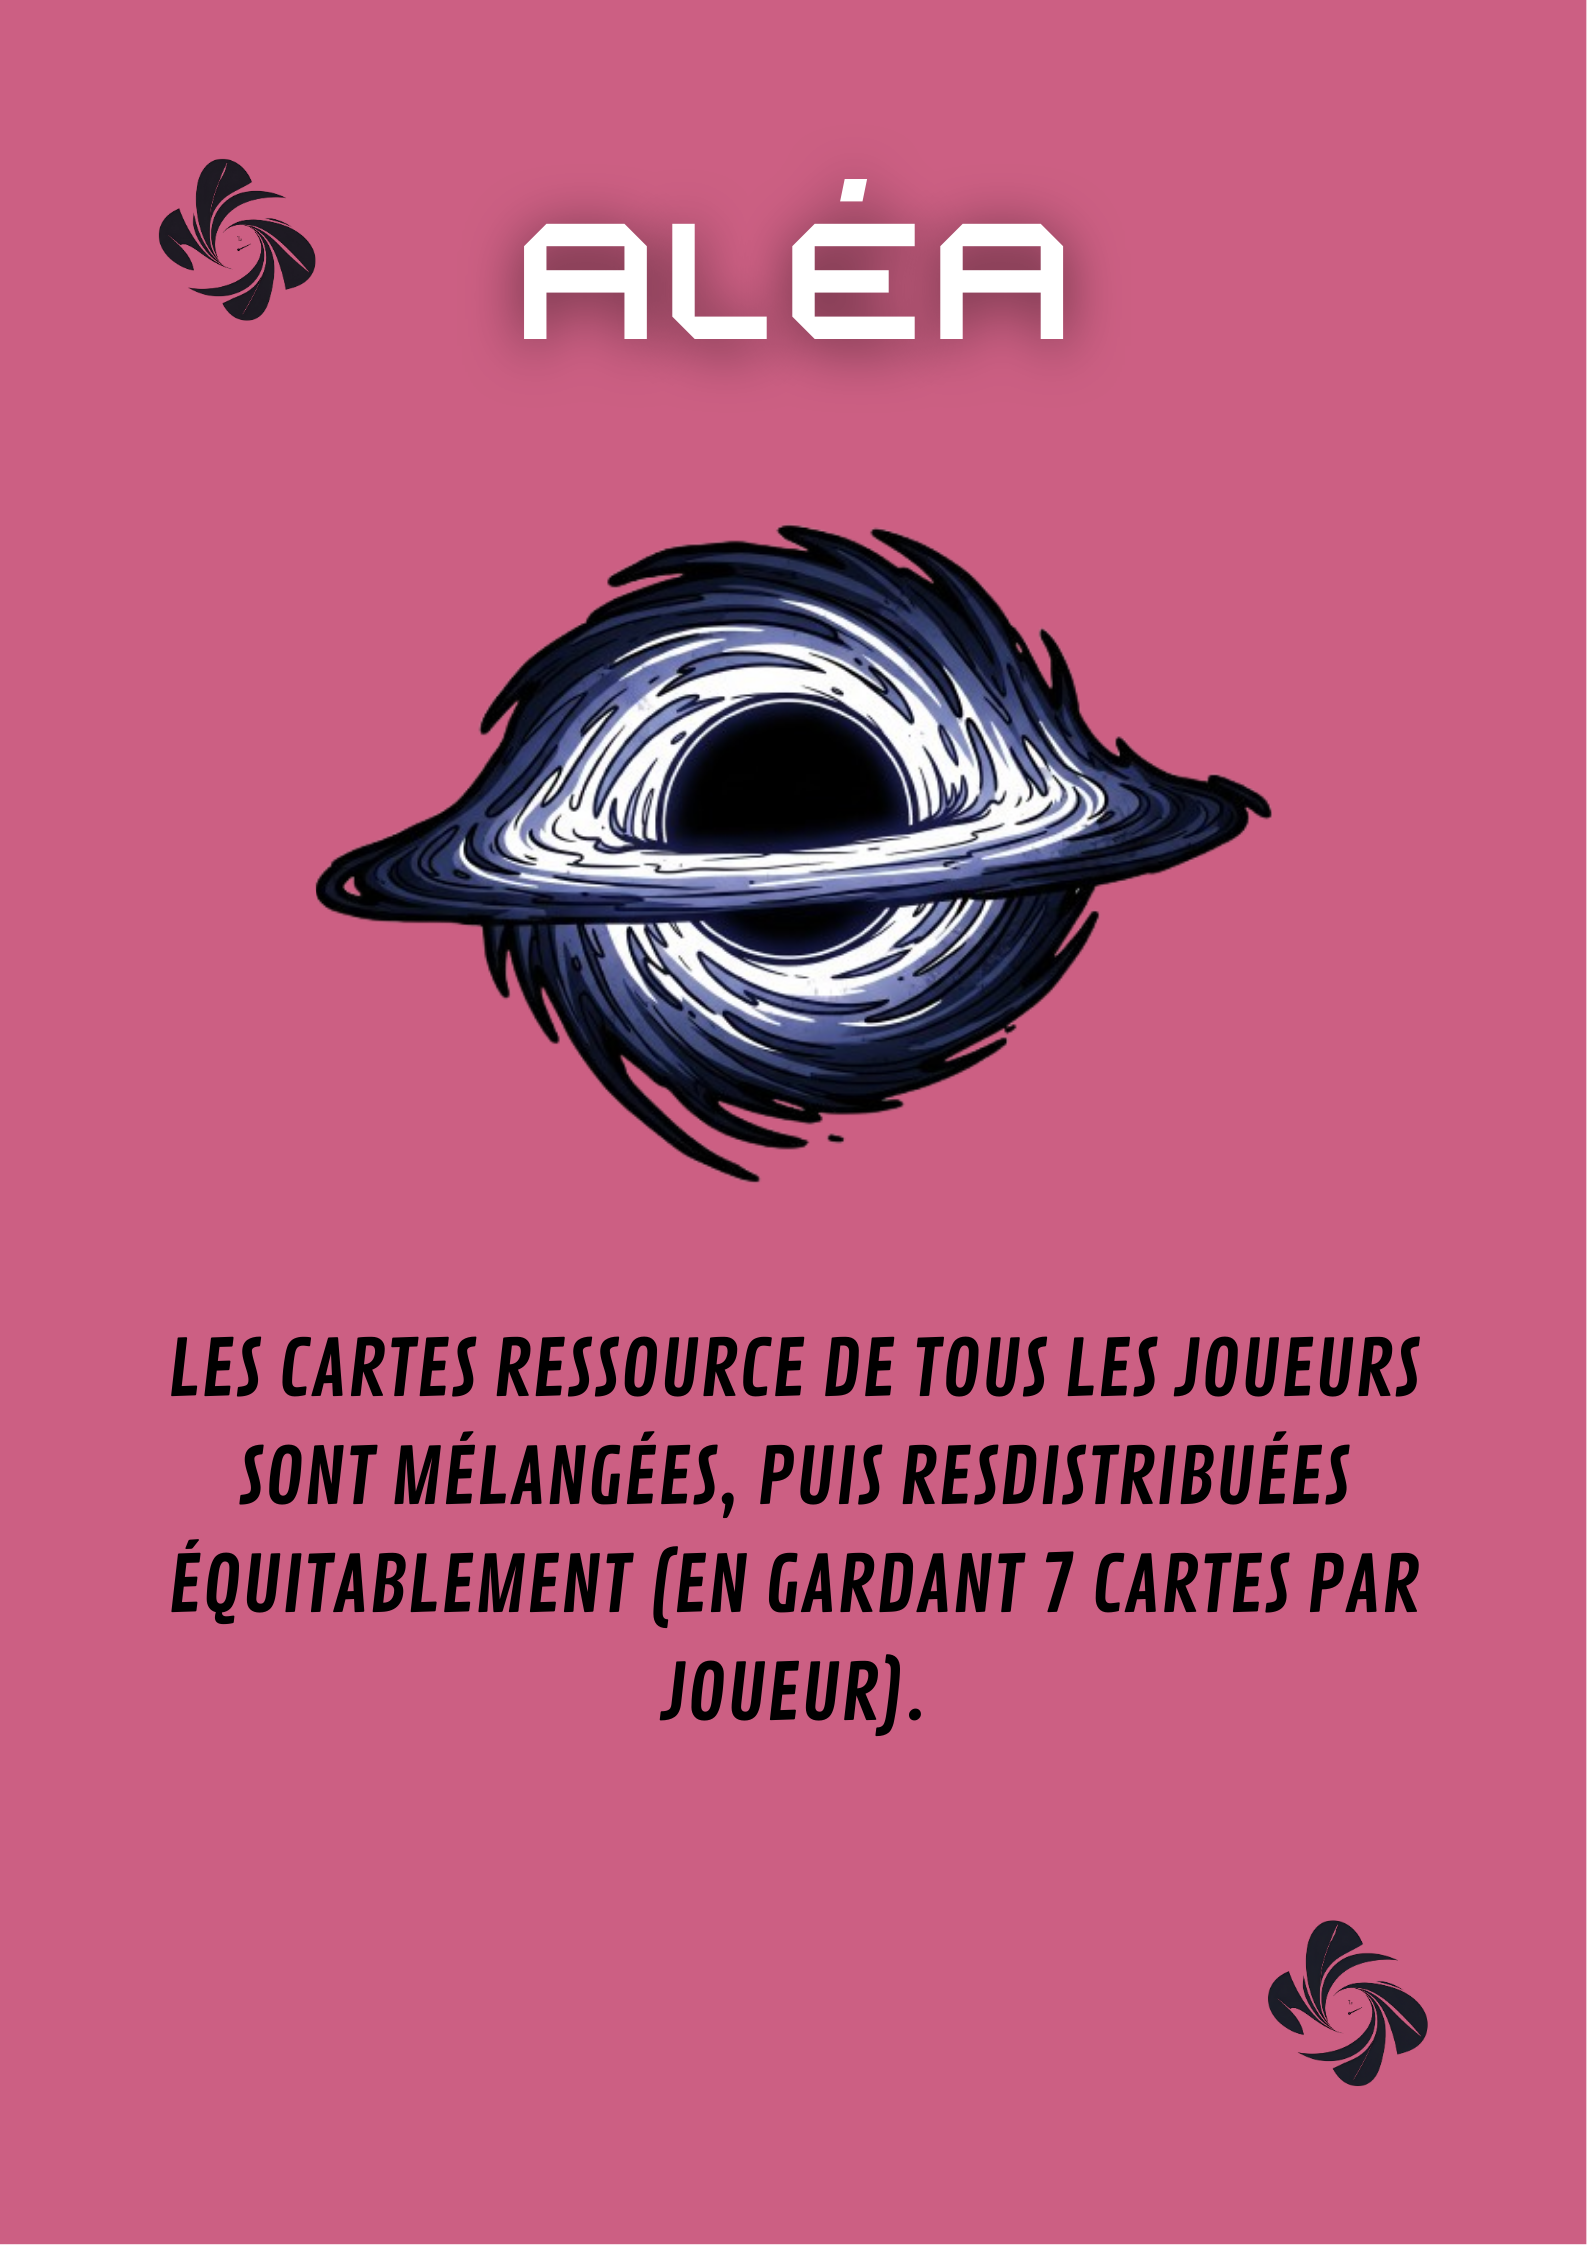 ALÉA
LES CARTES RESSOURCE DE TOUS LES JOUEURS
SONT MÉLANGÉES, PUIS RESDISTRIBUÉES
ÉQUITABLEMENT (EN GARDANT 7 CARTES PAR
JOUEUR).